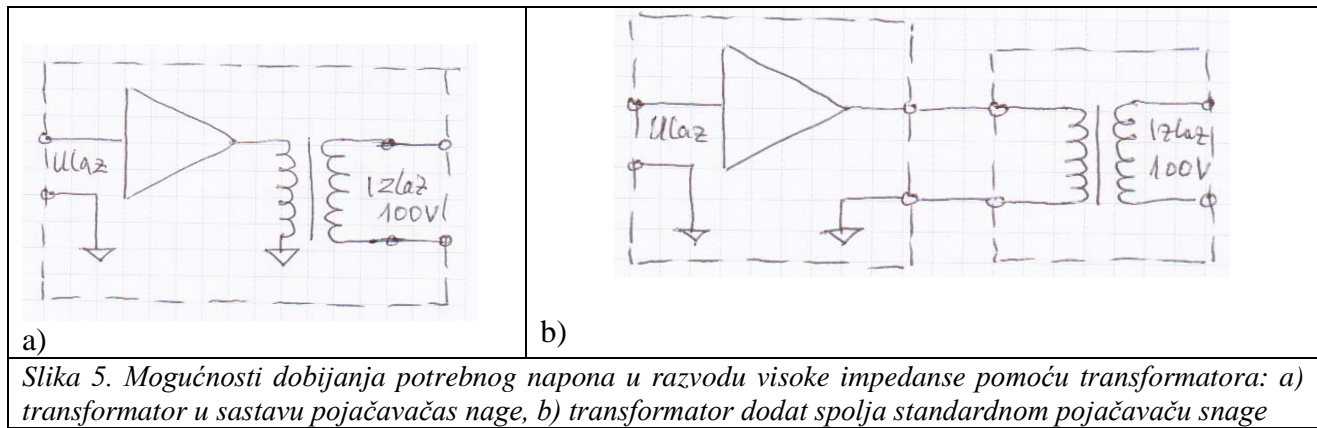 Ulaz
Izlaz
100V
a)
Ulaz
Izlaz
100V
b)
Slika 5. Mogućnosti dobijanja potrebnog napona u razvodu visoke impedanse pomoću transformatora: a)
transformator u sastavu pojačavačas nage, b) transformator dodat spolja standardnom pojačavaču snage